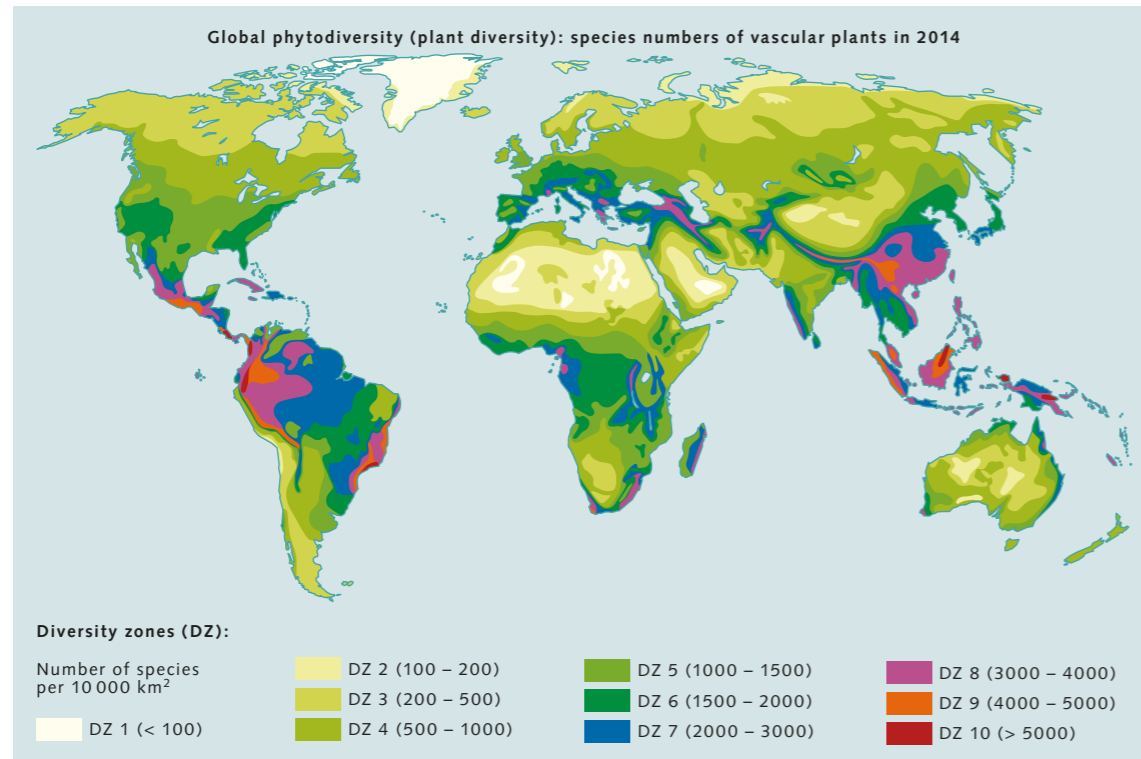 Global phytodiversity (plant diversity): species numbers of vascular plants in 2014
Diversity zones (DZ):
Number of species
per 10 000 km²
DZ 1 (< 100)
DZ 2 (100 – 200)
DZ 3 (200 – 500)
DZ 4 (500 – 1000)
DZ 5 (1000 – 1500)
DZ 6 (1500 – 2000)
DZ 7 (2000 – 3000)
DZ 8 (3000 – 4000)
DZ 9 (4000 – 5000)
DZ 10 (> 5000)